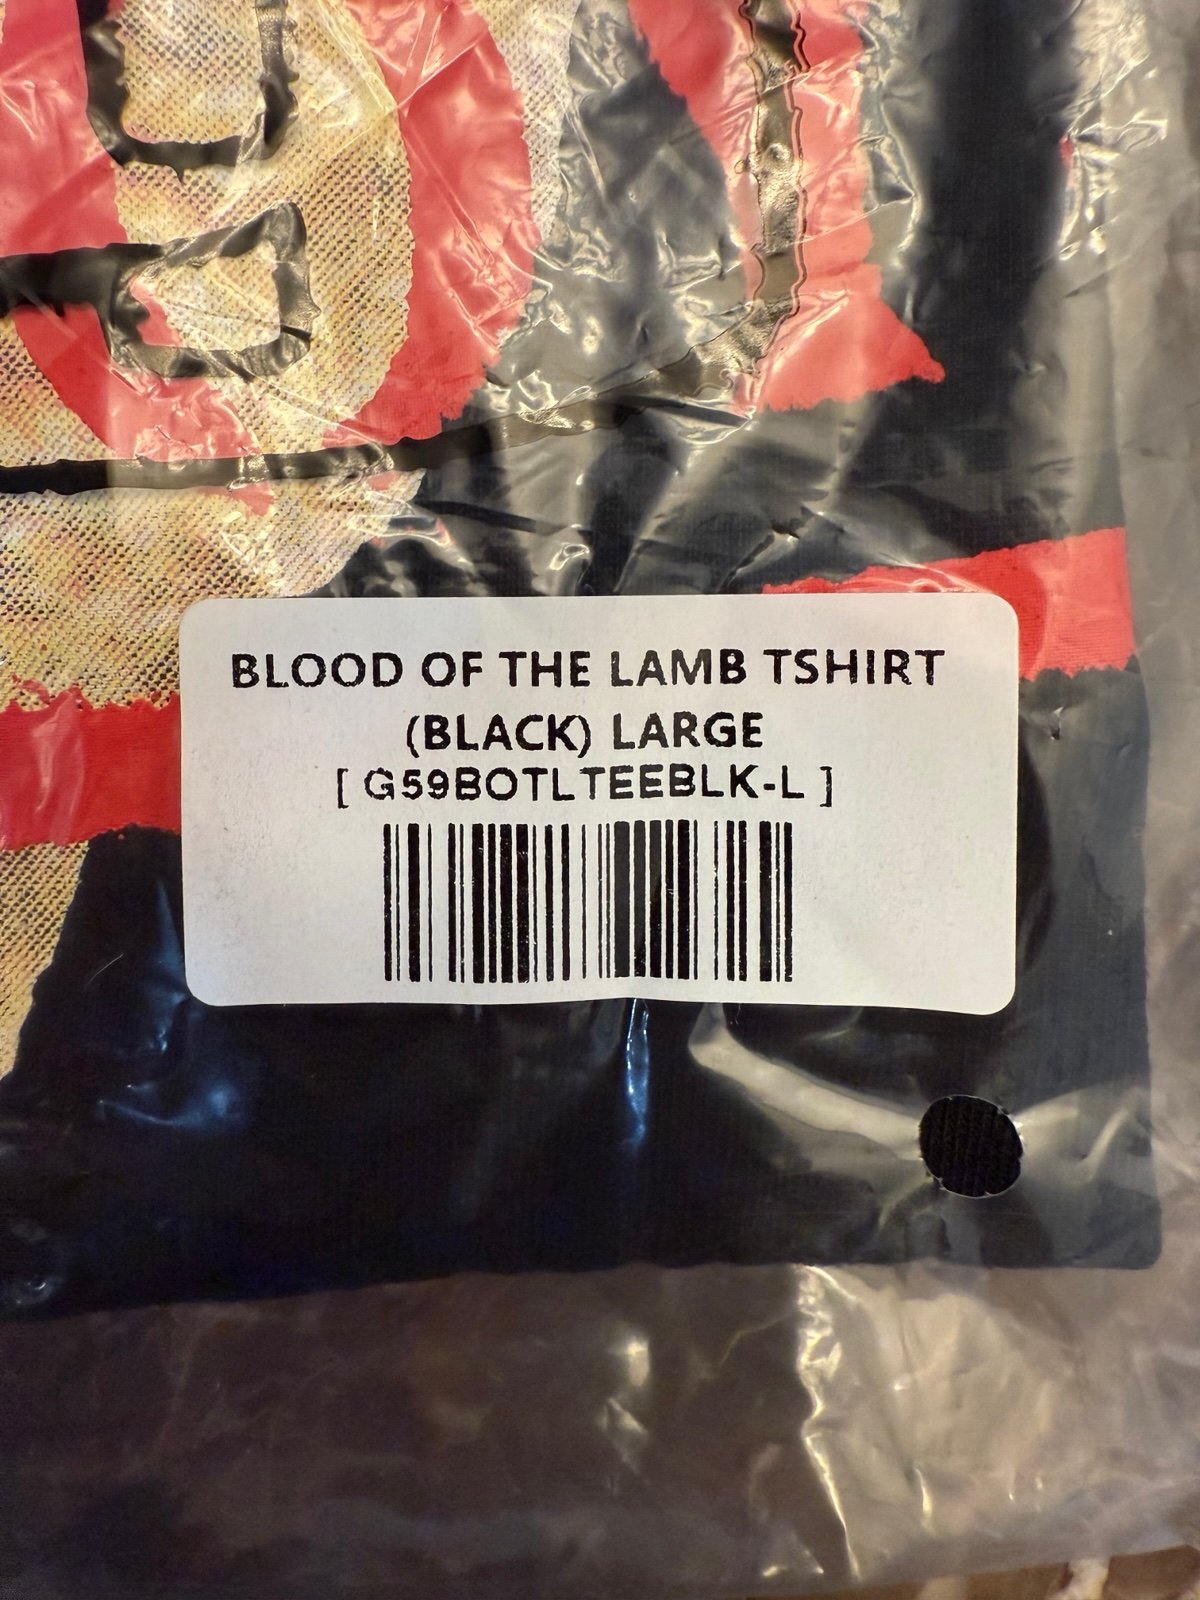 BLOOD OF THE LAMB TSHIRT
(BLACK) LARGE
[ G59BOTLTEEBLK-L ]